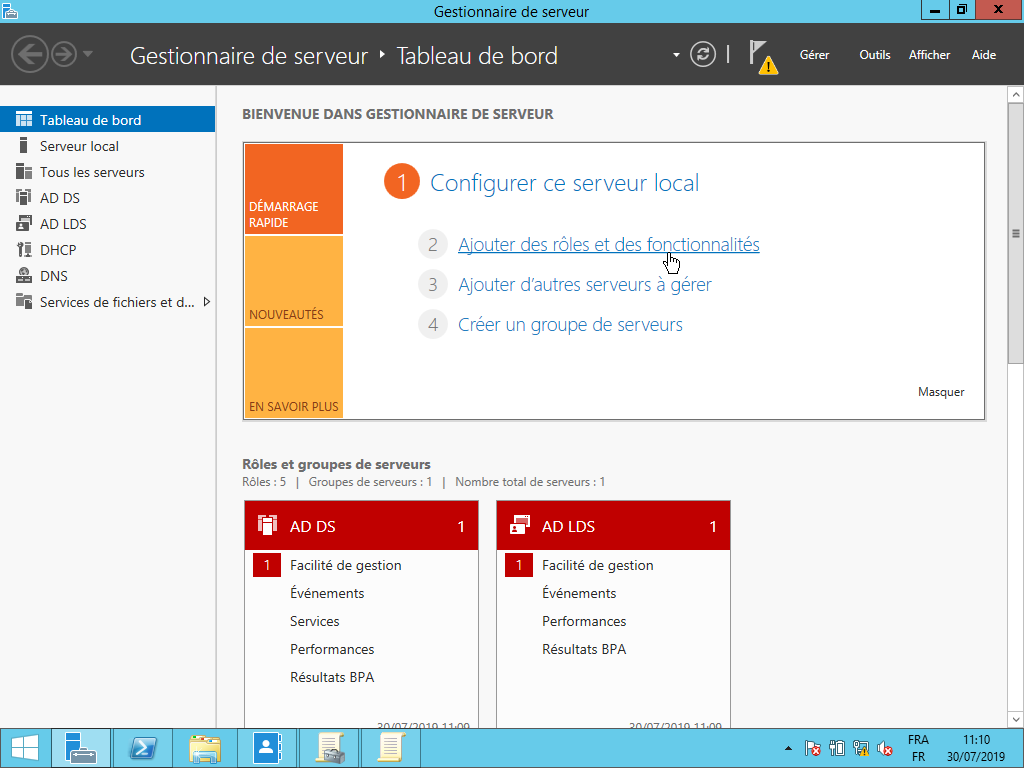 Gestionnaire de serveur
Gestionnaire de serveur ‣ Tableau de bord
Gérer Outils Afficher Aide
Tableau de bord
Serveur local
Tous les serveurs
AD DS
AD LDS
DHCP
DNS
Services de fichiers et d...
BIENVENUE DANS GESTIONNAIRE DE SERVEUR
DÉMARRAGE
RAPIDE
NOUVEAUTÉS
EN SAVOIR PLUS
1 Configurer ce serveur local
2 Ajouter des rôles et des fonctionnalités
3 Ajouter d'autres serveurs à gérer
4 Créer un groupe de serveurs
Masquer
Rôles et groupes de serveurs
Rôles : 5 | Groupes de serveurs : 1 | Nombre total de serveurs : 1
AD DS 1
1 Facilité de gestion
Événements
Services
Performances
Résultats BPA
30/07/2019 11:09
AD LDS 1
1 Facilité de gestion
Événements
Performances
Résultats BPA
30/07/2019 11:09
FRA
FR
11:10
30/07/2019